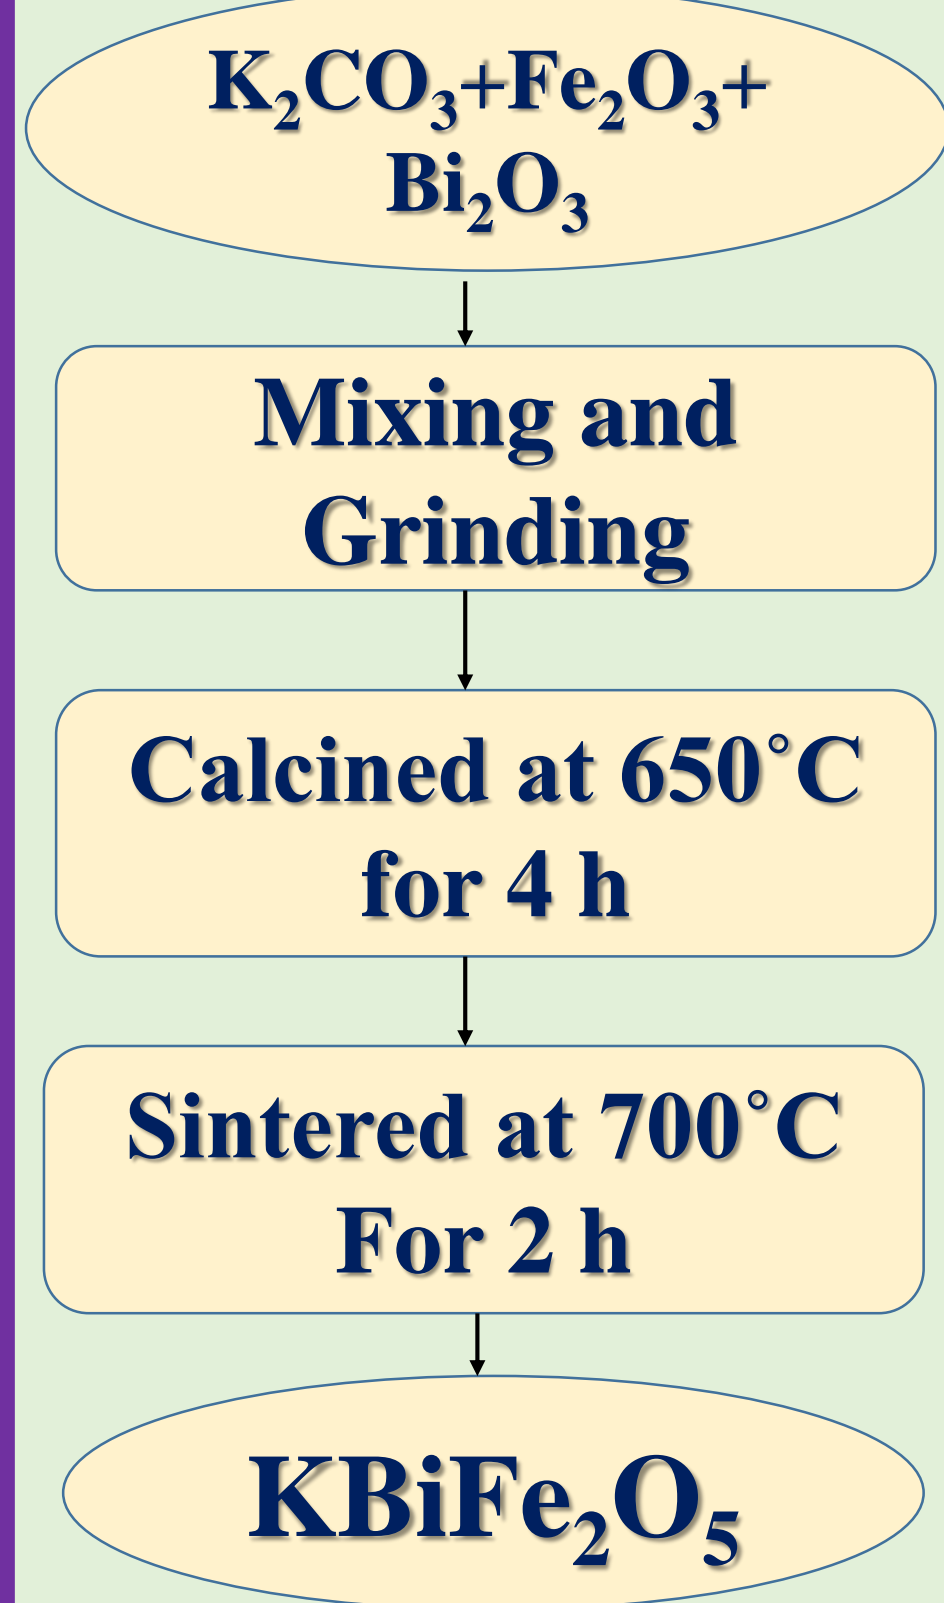 K₂CO₃+Fe₂O₃+
Bi₂O₃
Mixing and
Grinding
Calcined at 650˚C
for 4 h
Sintered at 700˚C
For 2 h
KBiFe₂O₅